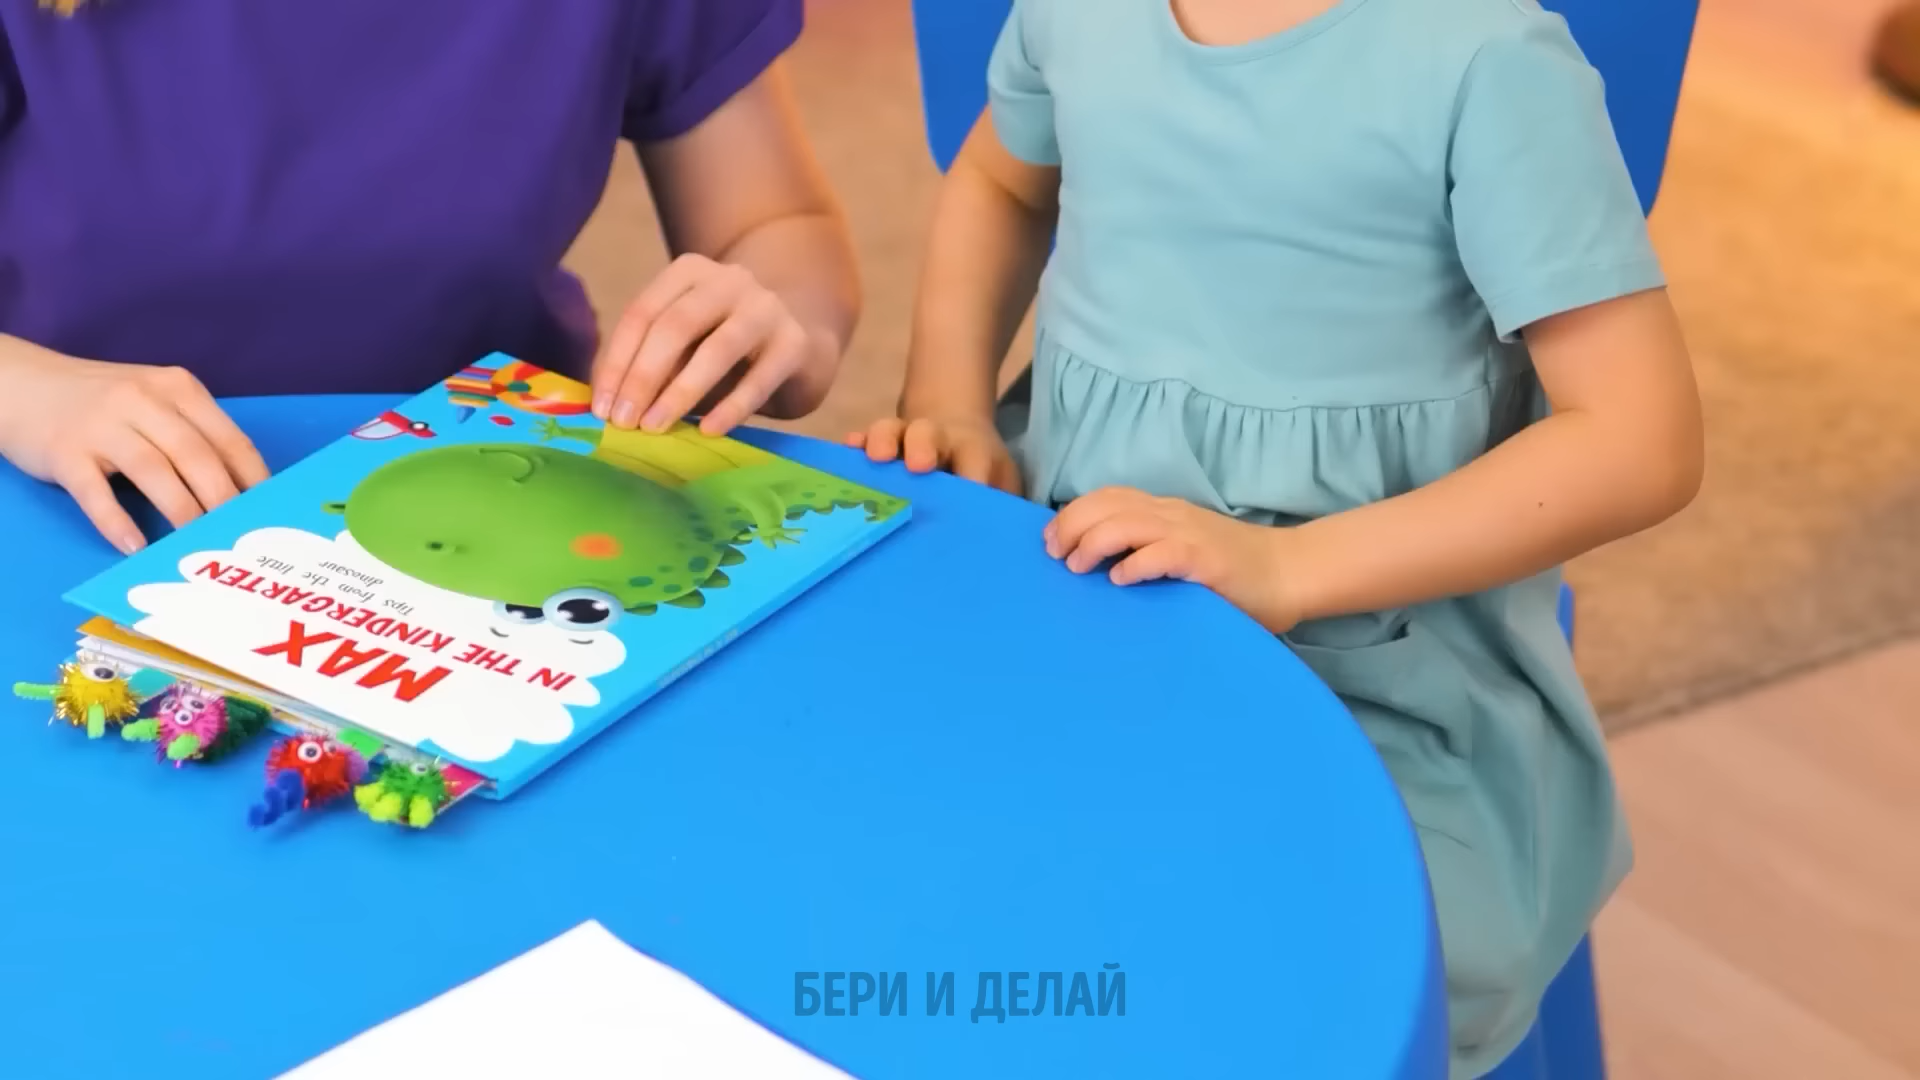 MAX
IN THE KINDERGARTEN
Tips from the little
dinosaur
БЕРИ И ДЕЛАЙ